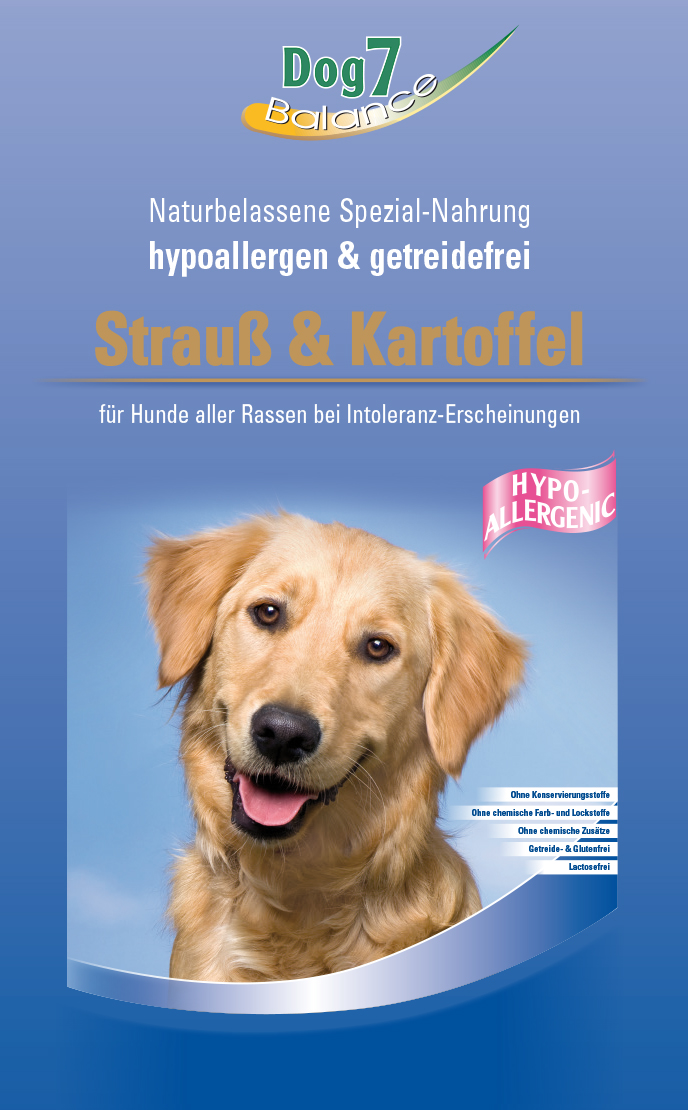 Dog7
Balance
Naturbelassene Spezial-Nahrung
hypoallergen & getreidefrei
Strauß & Kartoffel
für Hunde aller Rassen bei Intoleranz-Erscheinungen
HYPO-
ALLERGENIC
Ohne Konservierungsstoffe
Ohne chemische Farb- und Lockstoffe
Ohne chemische Zusätze
Getreide- & Glutenfrei
Lactosefrei